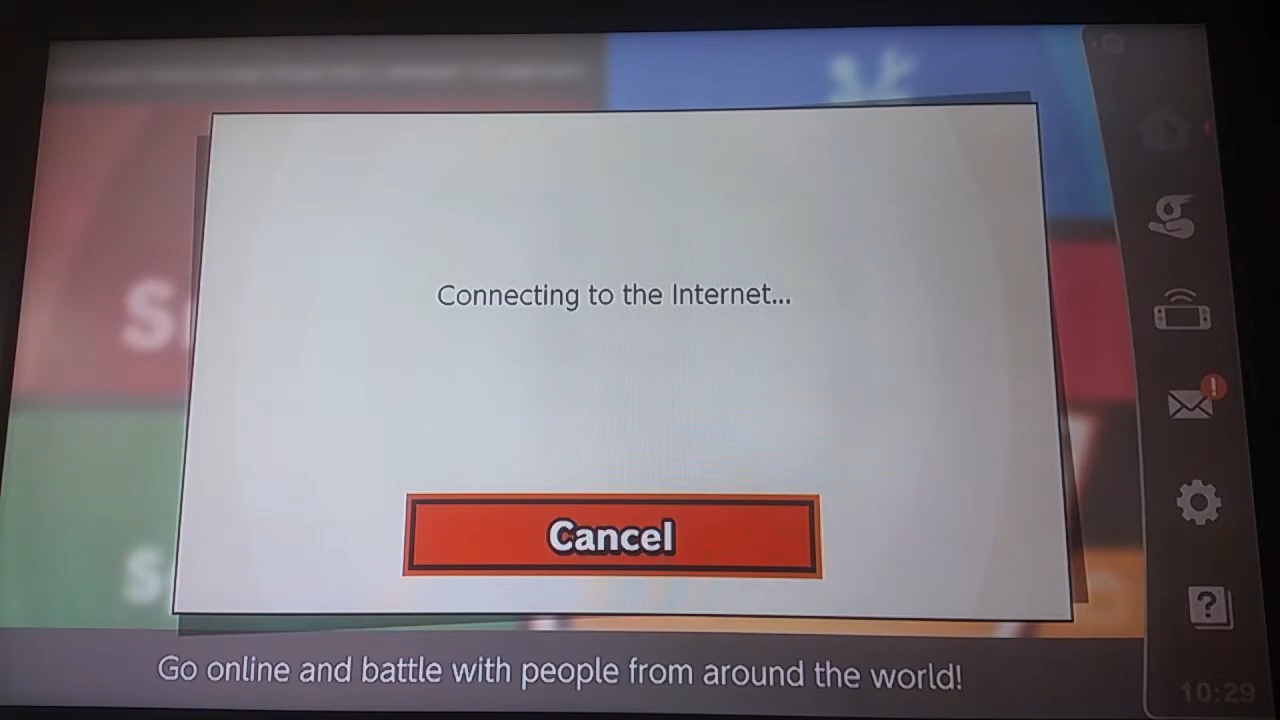 Connecting to the Internet...
Cancel
Go online and battle with people from around the world!
10:29